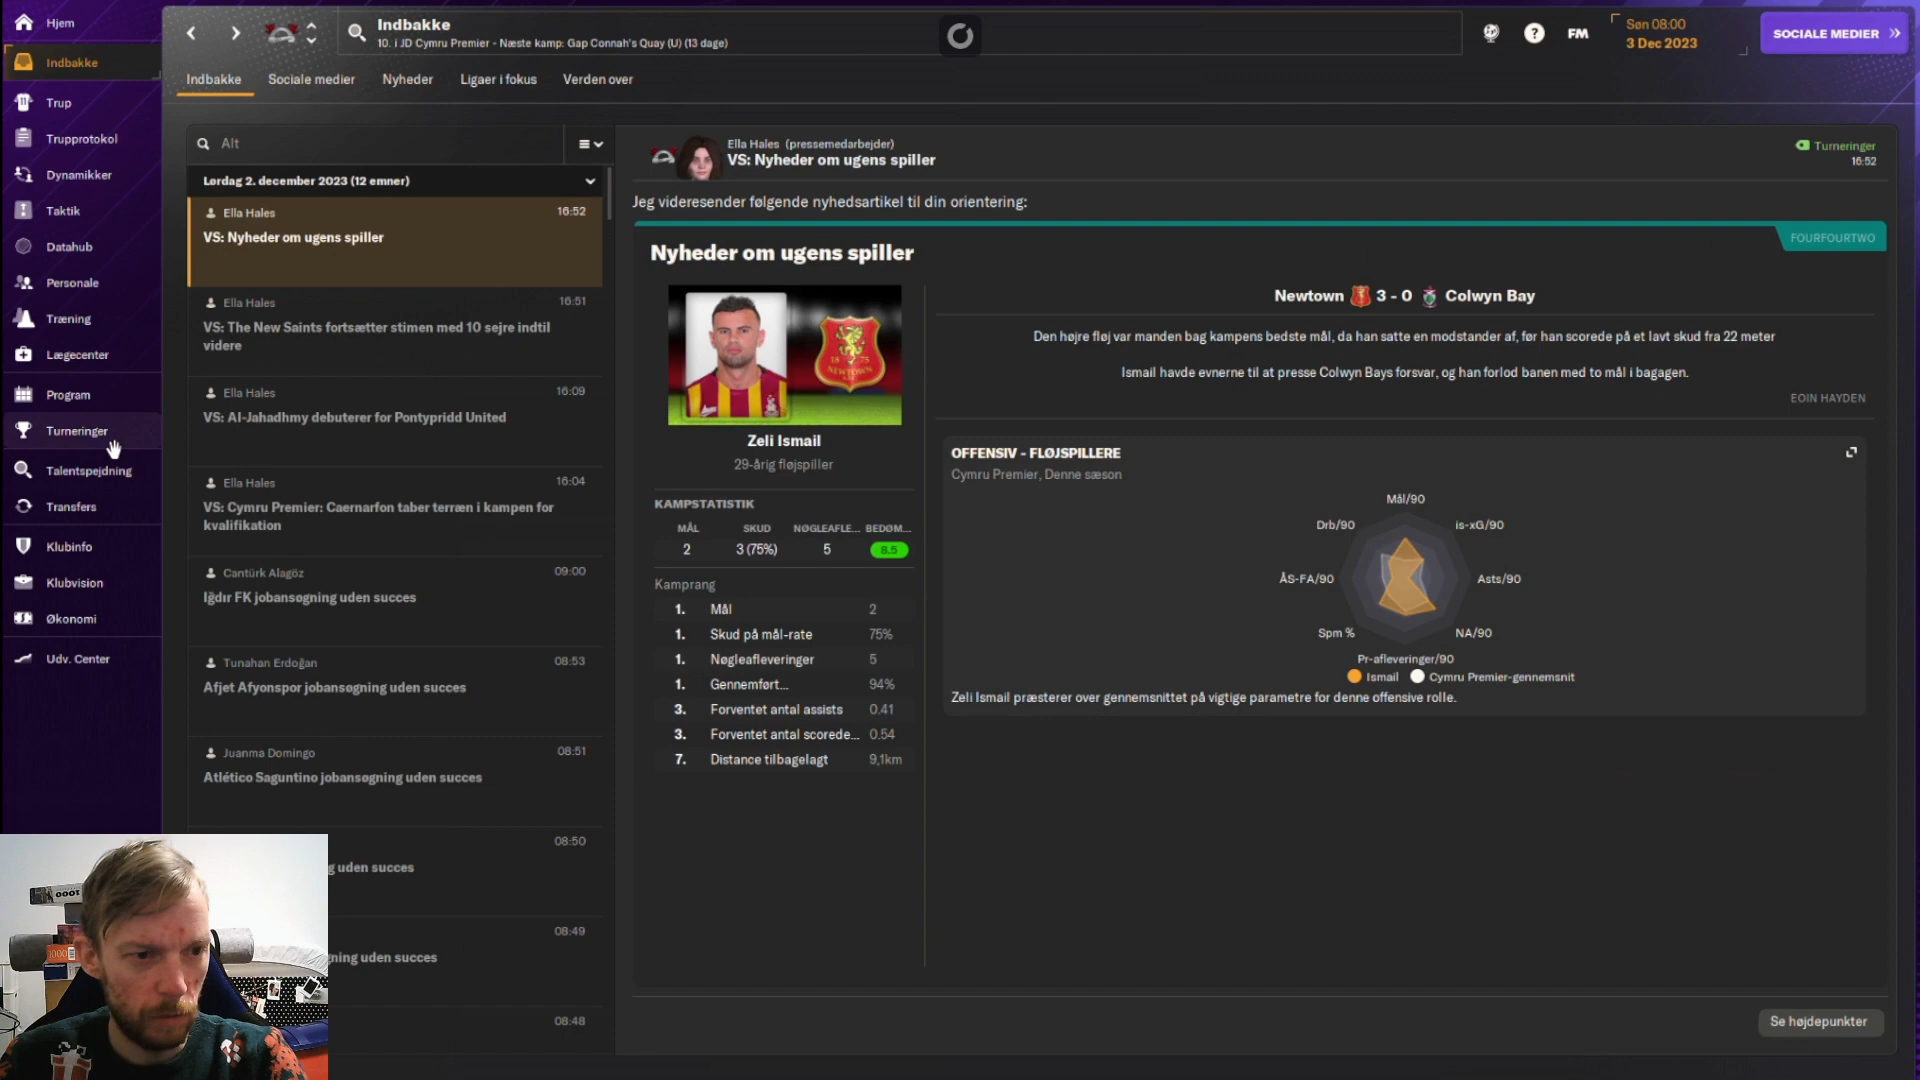 Hjem
Indbakke
Trup
Trupprotokol
Dynamikker
Taktik
Datahub
Personale
Træning
Lægecenter
Program
Turneringer
Talentspejdning
Transfers
Klubinfo
Klubvision
Økonomi
Udv. Center
Indbakke
10. i JD Cymru Premier - Næste kamp: Gap Connah's Quay (U) (13 dage)
FM
Søn 08:00
3 Dec 2023
SOCIALE MEDIER
Indbakke Sociale medier Nyheder Ligaer i fokus Verden over
Alt
Lørdag 2. december 2023 (12 emner)
Ella Hales 16:52
VS: Nyheder om ugens spiller
Ella Hales 16:51
VS: The New Saints fortsætter stimen med 10 sejre indtil
videre
Ella Hales 16:09
VS: Al-Jahadhmy debuterer for Pontypridd United
Ella Hales 16:04
VS: Cymru Premier: Caernarfon taber terræn i kampen for
kvalifikation
Cantürk Alagöz 09:00
Iğdır FK jobansøgning uden succes
Tunahan Erdoğan 08:53
Afjet Afyonspor jobansøgning uden succes
Juanma Domingo 08:51
Atlético Saguntino jobansøgning uden succes
08:50
g uden succes
08:49
gning uden succes
08:48
Ella Hales (pressemedarbejder)
VS: Nyheder om ugens spiller
Turneringer
16:52
Jeg videresender følgende nyhedsartikel til din orientering:
FOURFOURTWO
Nyheder om ugens spiller
1875
NEWTOWN
Zeli Ismail
29-årig fløjspiller
KAMPSTATISTIK
MÅL SKUD NØGLEAFLE... BEDØM...
2 3 (75%) 5 8.5
Kamprang
1. Mål 2
1. Skud på mål-rate 75%
1. Nøgleafleveringer 5
1. Gennemført... 94%
3. Forventet antal assists 0.41
3. Forventet antal scorede... 0.54
7. Distance tilbagelagt 9,1km
Newtown 3 - 0 Colwyn Bay
Den højre fløj var manden bag kampens bedste mål, da han satte en modstander af, før han scorede på et lavt skud fra 22 meter
Ismail havde evnerne til at presse Colwyn Bays forsvar, og han forlod banen med to mål i bagagen.
EOIN HAYDEN
OFFENSIV - FLØJSPILLERE
Cymru Premier, Denne sæson
Mål/90
Drb/90 is-xG/90
ÅS-FA/90 Asts/90
Spm % NA/90
Pr-afleveringer/90
Ismail Cymru Premier-gennemsnit
Zeli Ismail præsterer over gennemsnittet på vigtige parametre for denne offensive rolle.
Se højdepunkter
1000
1000